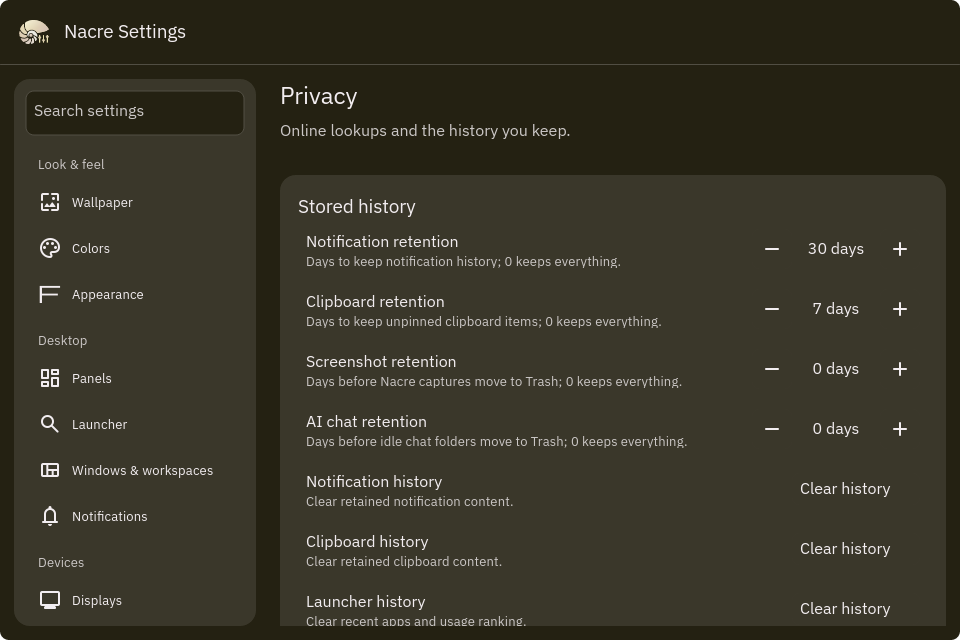 Nacre Settings
Search settings
Look & feel
Wallpaper
Colors
Appearance
Desktop
Panels
Launcher
Windows & workspaces
Notifications
Devices
Displays
Privacy
Online lookups and the history you keep.
Stored history
Notification retention
Days to keep notification history; 0 keeps everything.
30 days
Clipboard retention
Days to keep unpinned clipboard items; 0 keeps everything.
7 days
Screenshot retention
Days before Nacre captures move to Trash; 0 keeps everything.
0 days
AI chat retention
Days before idle chat folders move to Trash; 0 keeps everything.
0 days
Notification history
Clear retained notification content.
Clear history
Clipboard history
Clear retained clipboard content.
Clear history
Launcher history
Clear recent apps and usage ranking.
Clear history